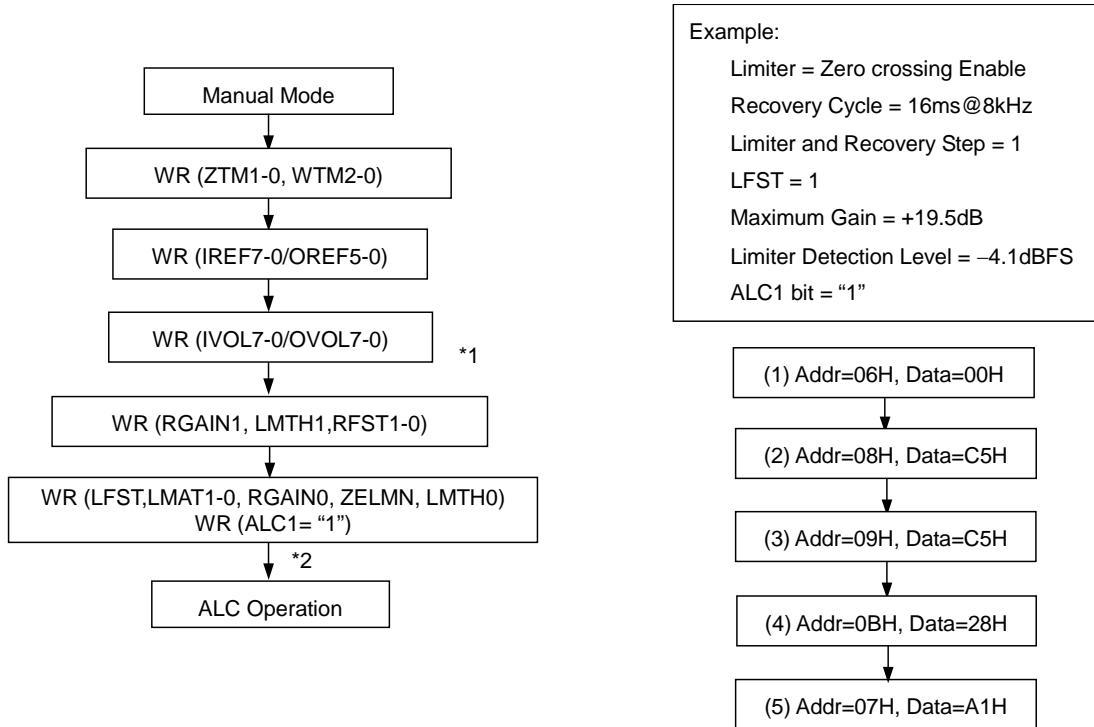 Manual Mode
WR (ZTM1-0, WTM2-0)
WR (IREF7-0/OREF5-0)
WR (IVOL7-0/OVOL7-0)
*1
WR (RGAIN1, LMTH1,RFST1-0)
WR (LFST,LMAT1-0, RGAIN0, ZELMN, LMTH0)
WR (ALC1= “1”)
*2
ALC Operation
Example:
Limiter = Zero crossing Enable
Recovery Cycle = 16ms@8kHz
Limiter and Recovery Step = 1
LFST = 1
Maximum Gain = +19.5dB
Limiter Detection Level = −4.1dBFS
ALC1 bit = “1”
(1) Addr=06H, Data=00H
(2) Addr=08H, Data=C5H
(3) Addr=09H, Data=C5H
(4) Addr=0BH, Data=28H
(5) Addr=07H, Data=A1H